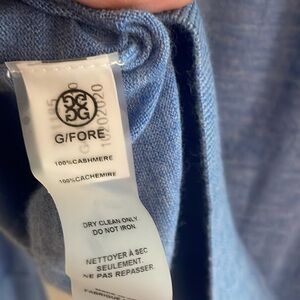 G/FORE
100%CASHMERE
100%CACHEMIRE
DRY CLEAN ONLY
DO NOT IRON.
NETTOYER À SEC
SEULEMENT.
NE PAS REPASSER.